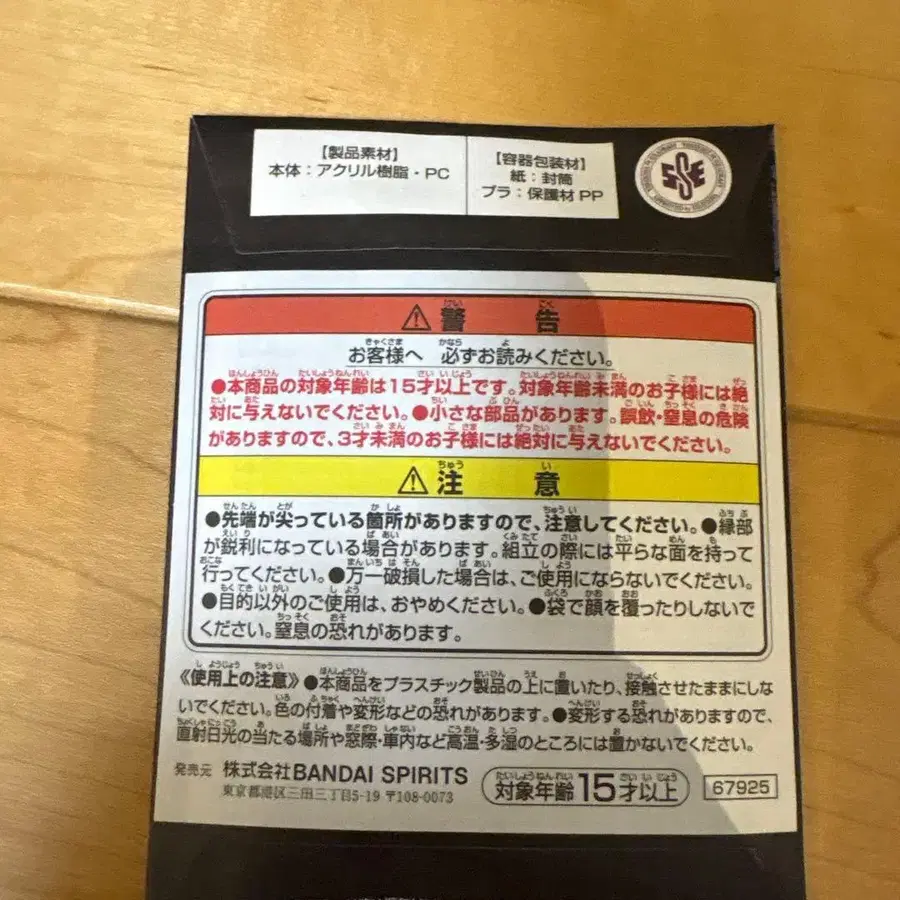 【製品素材】
本体：アクリル樹脂・PC
【容器包装材】
紙：封筒
プラ：保護材 PP
⚠警告
お客様へ 必ずお読みください。
●本商品の対象年齢は15才以上です。対象年齢未満のお子様には絶
対に与えないでください。●小さな部品があります。誤飲・窒息の危険
がありますので、3才未満のお子様には絶対に与えないでください。
⚠注意
●先端が尖っている箇所がありますので、注意してください。●縁部
が鋭利になっている場合があります。組立の際には平らな面を持って
行ってください。●万一破損した場合は、ご使用にならないでください。
●目的以外のご使用は、おやめください。●袋で顔を覆ったりしないで
ください。窒息の恐れがあります。
《使用上の注意》●本商品をプラスチック製品の上に置いたり、接触させたままにしな
いでください。色の付着や変形などの恐れがあります。●変形する恐れがありますので、
直射日光の当たる場所や窓際・車内など高温・多湿のところには置かないでください。
発売元 株式会社BANDAI SPIRITS
東京都港区三田三丁目5-19 〒108-0073
対象年齢15才以上
67925